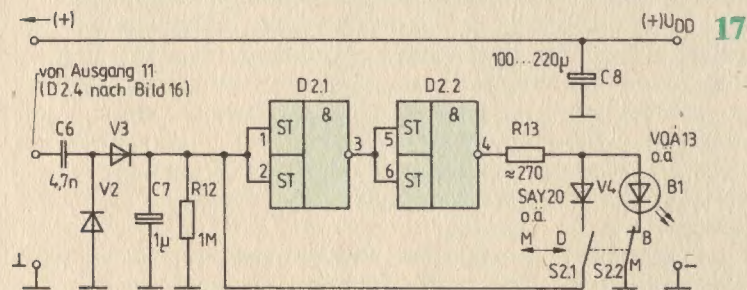 (+)
(+)U_DD
17
von Ausgang 11
(D2.4 nach Bild 16)
100...220µ
C8
D2.1
D2.2
C6
V3
ST
&
ST
&
1
3
5
4
R13
VQA13
o.ä
2
ST
6
ST
≈270
4,7n
V2
C7
R12
SAY20
o.ä.
V4
B1
1µ
1M
M
D
B
⊥
S2.1
S2.2
M
−